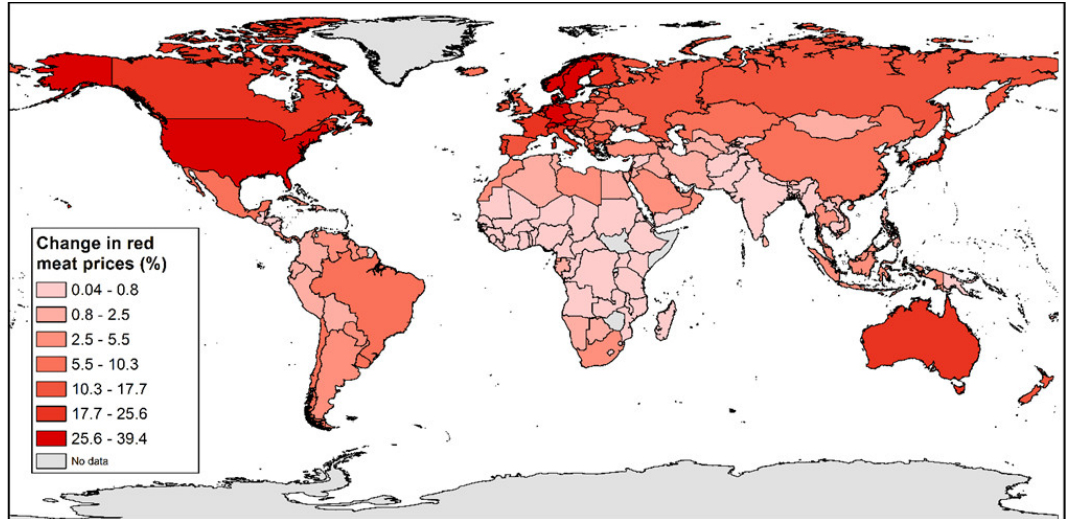 Change in red
meat prices (%)
0.04 - 0.8
0.8 - 2.5
2.5 - 5.5
5.5 - 10.3
10.3 - 17.7
17.7 - 25.6
25.6 - 39.4
No data